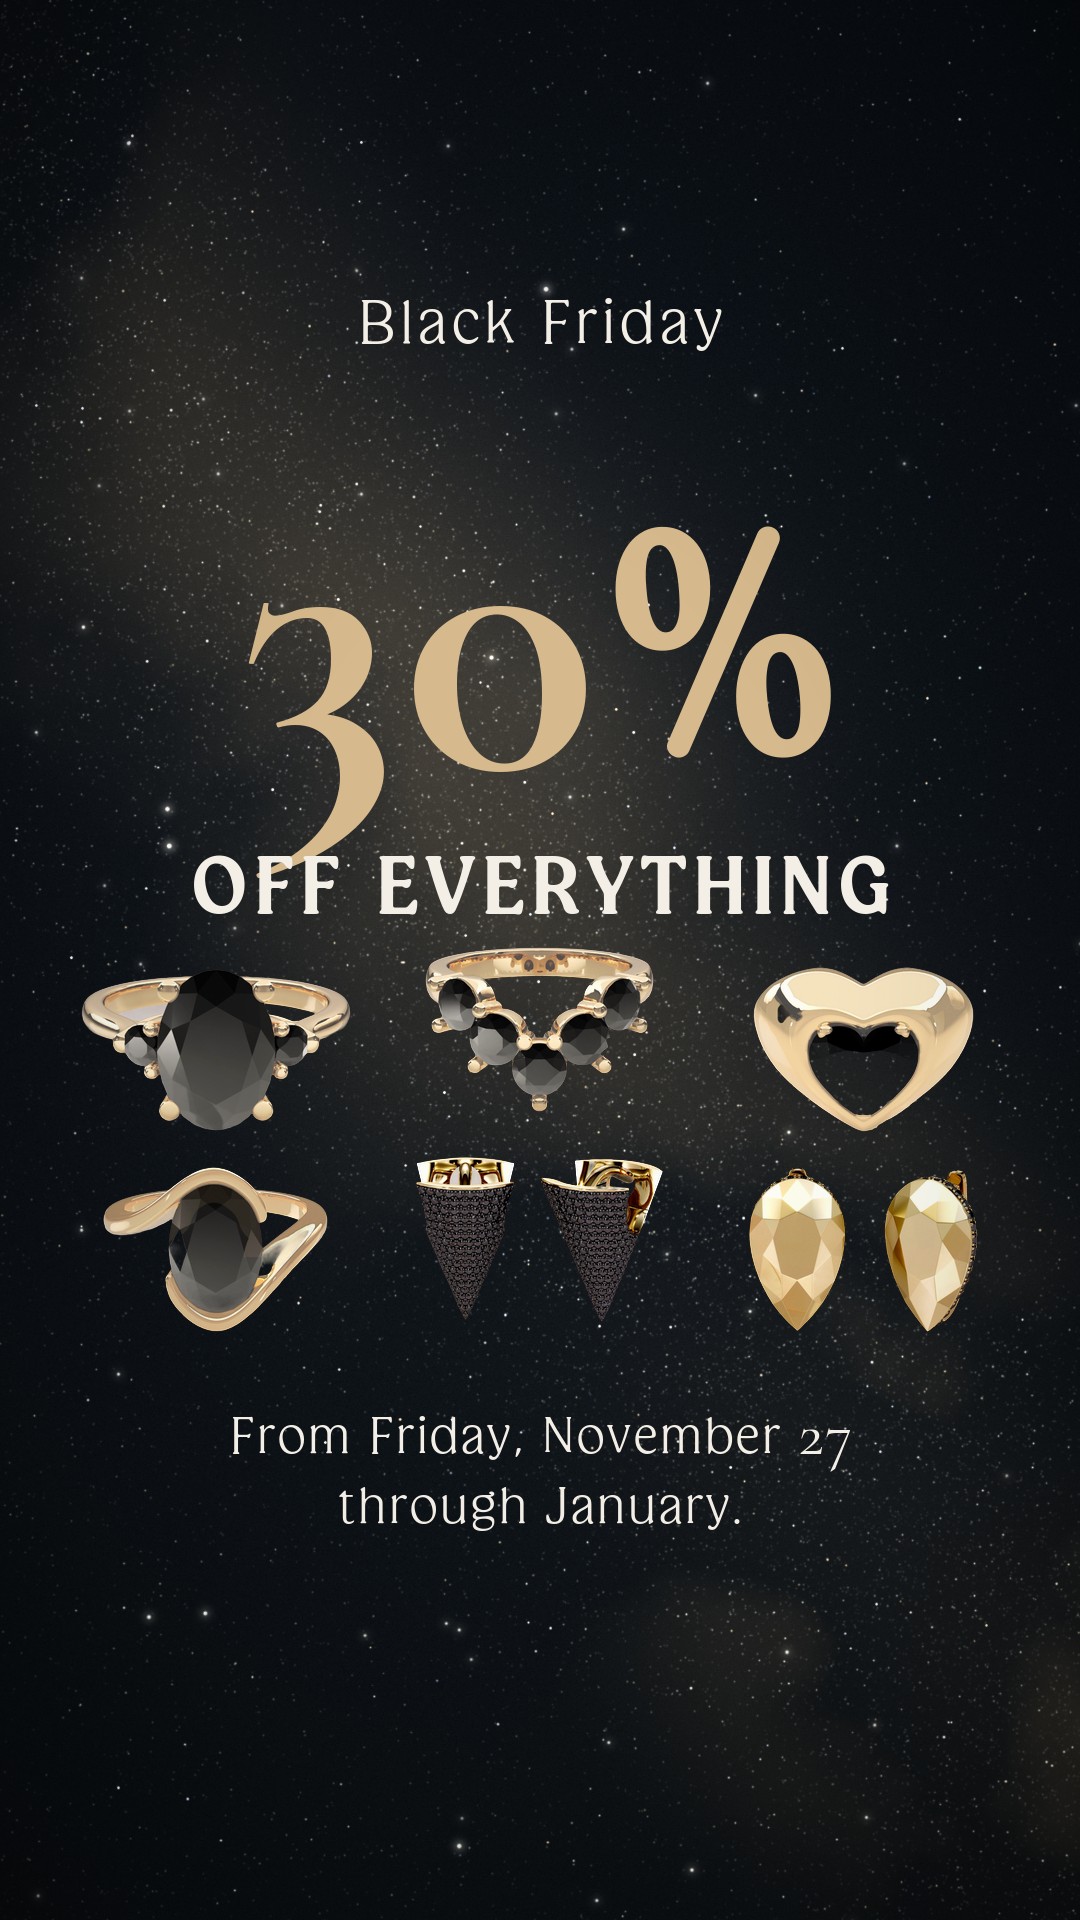 Black Friday
30%
OFF EVERYTHING
From Friday, November 27
through January.